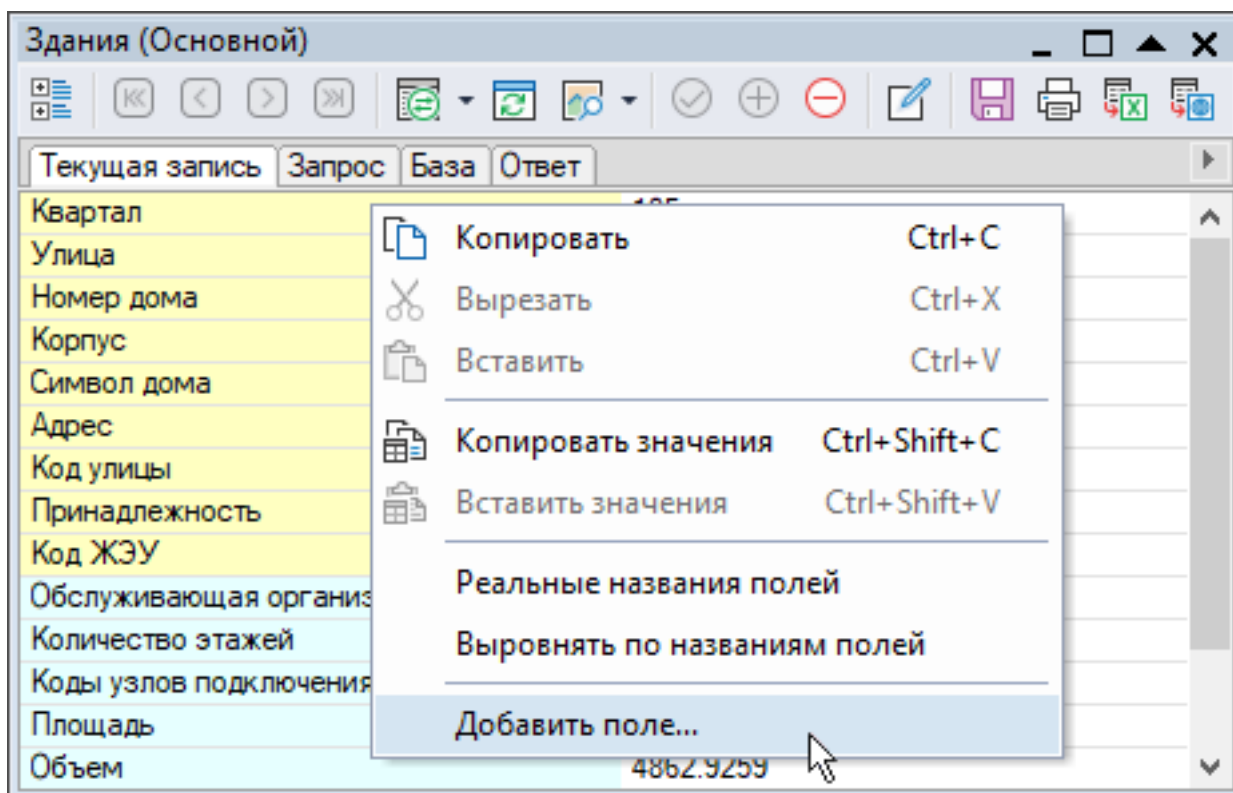 Здания (Основной)
Текущая запись Запрос База Ответ
Квартал
Улица
Номер дома
Корпус
Символ дома
Адрес
Код улицы
Принадлежность
Код ЖЭУ
Обслуживающая организ
Количество этажей
Коды узлов подключения
Площадь
Объем 4862.9259
Копировать Ctrl+C
Вырезать Ctrl+X
Вставить Ctrl+V
Копировать значения Ctrl+Shift+C
Вставить значения Ctrl+Shift+V
Реальные названия полей
Выровнять по названиям полей
Добавить поле...